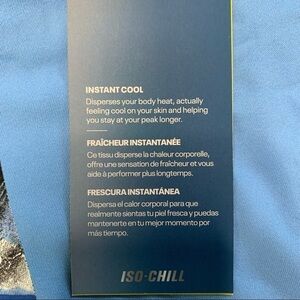 INSTANT COOL
Disperses your body heat, actually
feeling cool on your skin and helping
you stay at your peak longer.
FRAÎCHEUR INSTANTANÉE
Ce tissu disperse la chaleur corporelle,
offre une sensation de fraîcheur et vous
aide à performer plus longtemps.
FRESCURA INSTANTÁNEA
Dispersa el calor corporal para que
realmente sientas tu piel fresca y puedas
mantenerte en tu mejor momento por
más tiempo.
ISO-CHILL